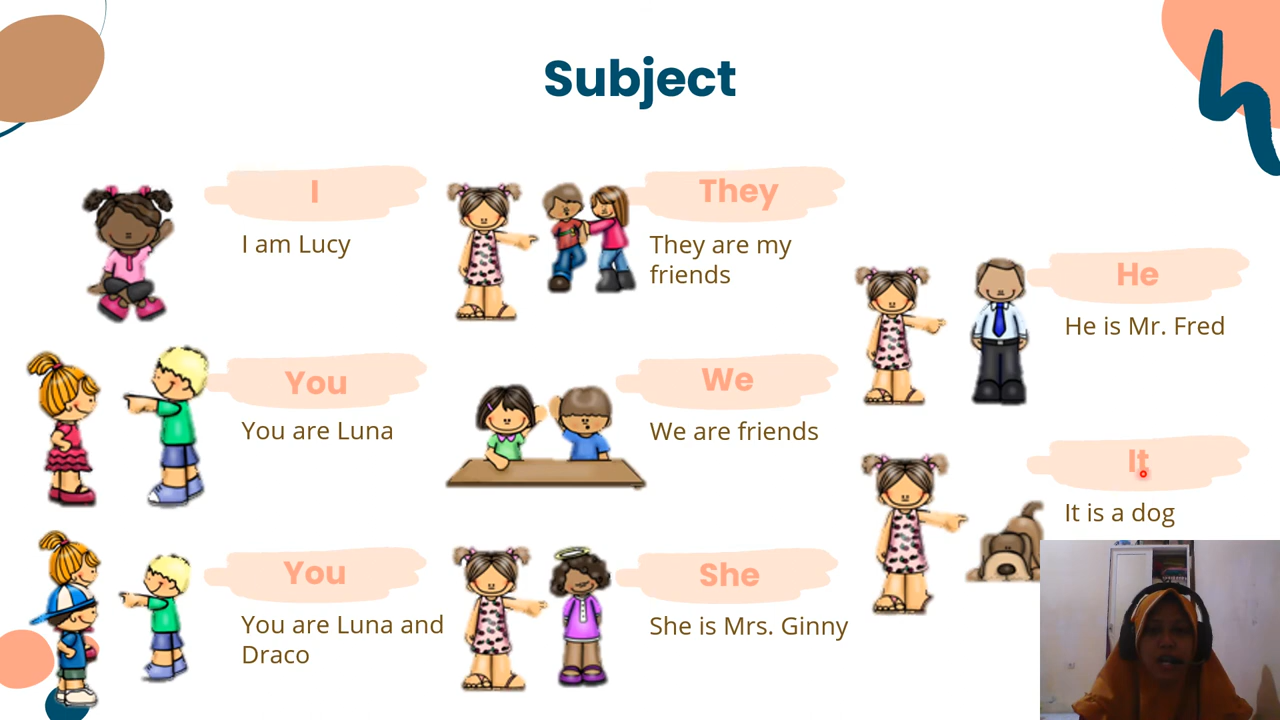 Subject
I
I am Lucy
You
You are Luna
You
You are Luna and
Draco
They
They are my
friends
We
We are friends
She
She is Mrs. Ginny
He
He is Mr. Fred
It
It is a dog